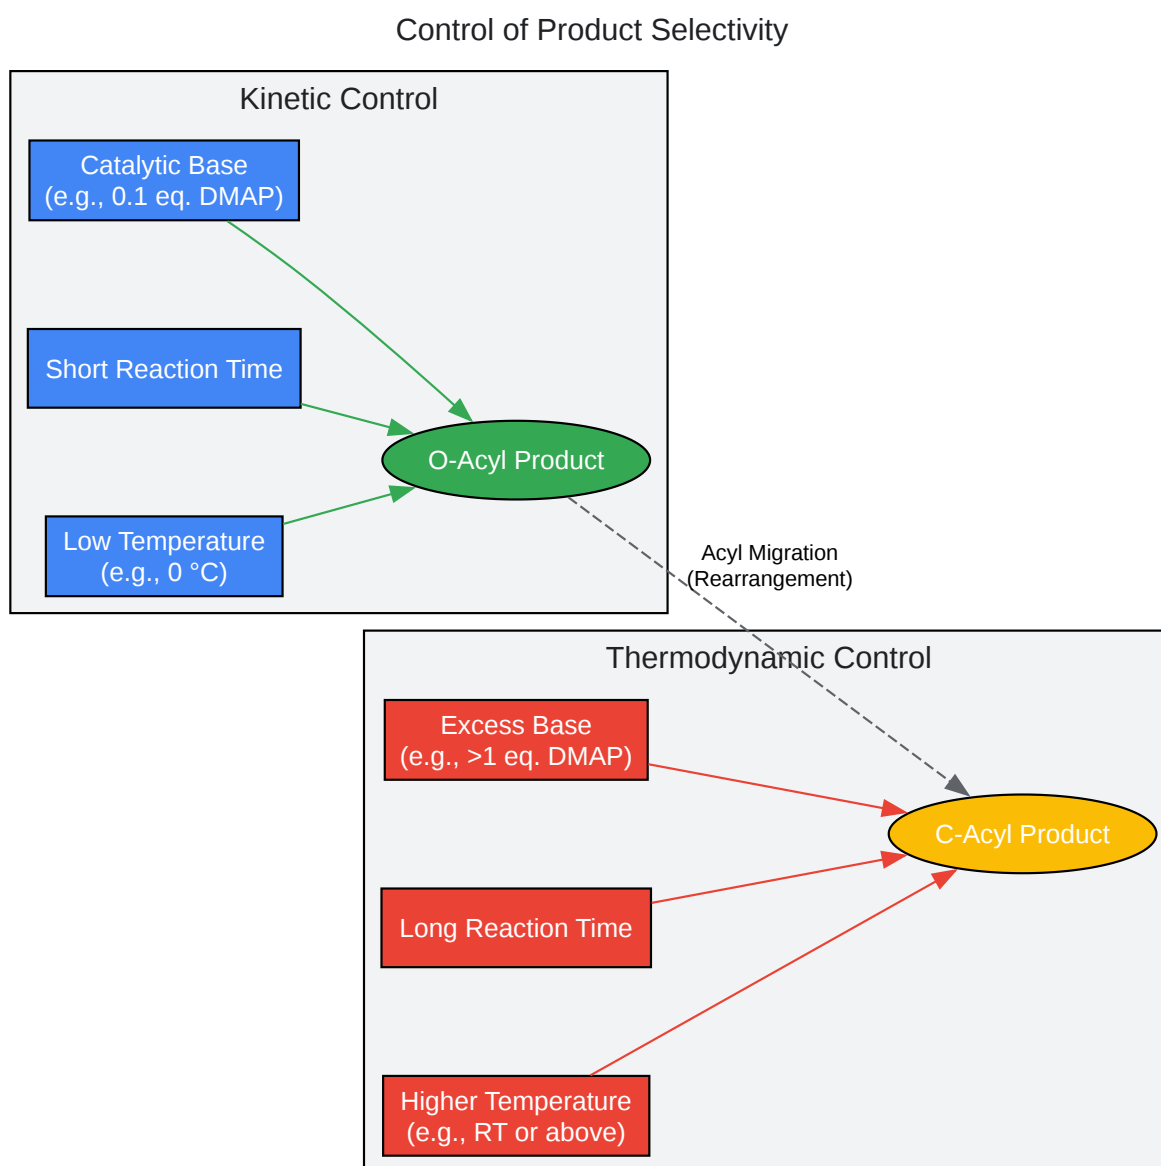 Control of Product Selectivity
Kinetic Control
Catalytic Base
(e.g., 0.1 eq. DMAP)
Short Reaction Time
O-Acyl Product
Low Temperature
(e.g., 0 °C)
Acyl Migration
(Rearrangement)
Thermodynamic Control
Excess Base
(e.g., >1 eq. DMAP)
C-Acyl Product
Long Reaction Time
Higher Temperature
(e.g., RT or above)